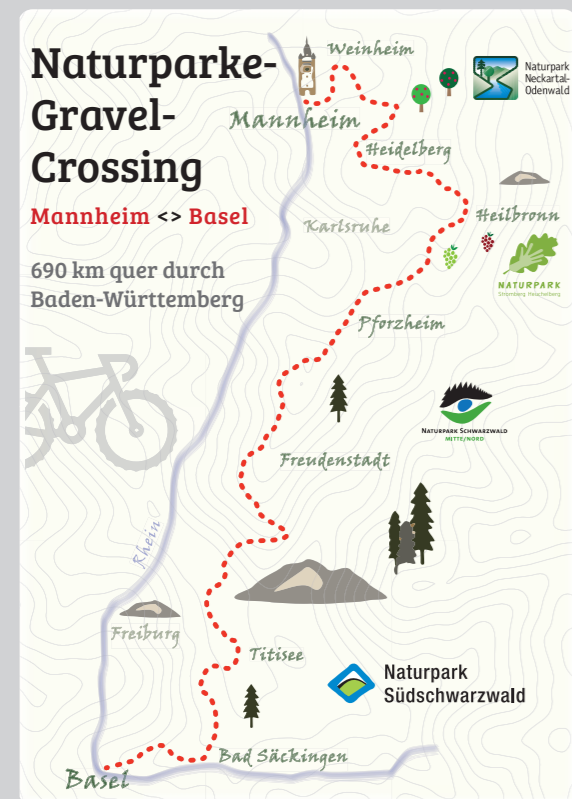 Naturparke-
Gravel-
Crossing
Mannheim <> Basel
690 km quer durch
Baden-Württemberg
Weinheim
Mannheim
Naturpark
Neckartal-
Odenwald
Heidelberg
Heilbronn
Karlsruhe
NATURPARK
Stromberg Heuchelberg
Pforzheim
NATURPARK SCHWARZWALD
MITTE/NORD
Freudenstadt
Rhein
Freiburg
Titisee
Naturpark
Südschwarzwald
Bad Säckingen
Basel